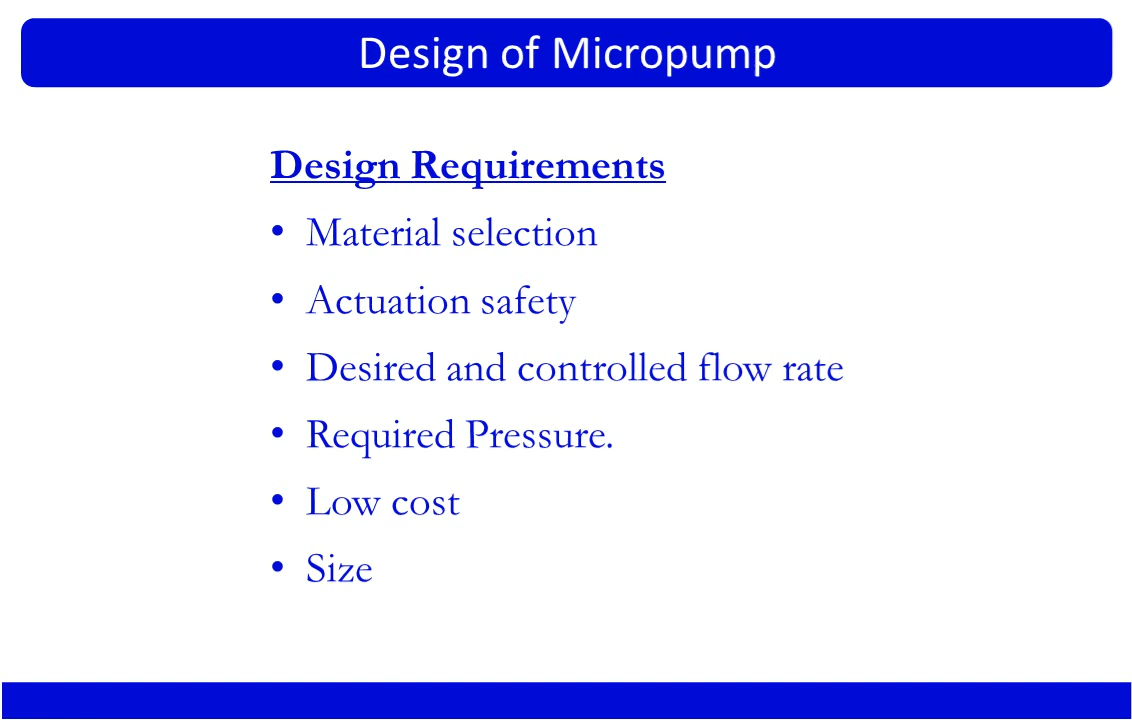 Design of Micropump
Design Requirements
• Material selection
• Actuation safety
• Desired and controlled flow rate
• Required Pressure.
• Low cost
• Size